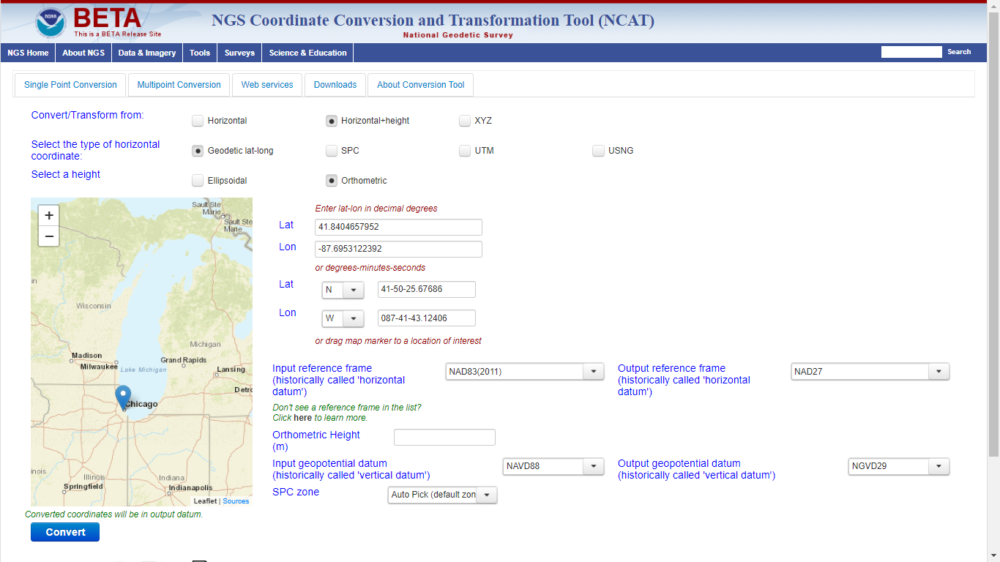 NOAA
BETA
This is a BETA Release Site
NGS Coordinate Conversion and Transformation Tool (NCAT)
National Geodetic Survey
NGS Home About NGS Data & Imagery Tools Surveys Science & Education Search
Single Point Conversion Multipoint Conversion Web services Downloads About Conversion Tool
Convert/Transform from: Horizontal Horizontal+height XYZ
Select the type of horizontal
coordinate:
Geodetic lat-long SPC UTM USNG
Select a height Ellipsoidal Orthometric
+
−
Sault Ste
Marie
Sault Ste
Marie
Wisconsin
Michigan
Madison
Milwaukee
Grand Rapids
Lake Michigan
Lansing
Detro
Chicago
inois
Illinois
Indiana
Springfield
Indianapolis
Leaflet | Sources
Enter lat-lon in decimal degrees
Lat 41.8404657952
Lon -87.6953122392
or degrees-minutes-seconds
Lat N 41-50-25.67686
Lon W 087-41-43.12406
or drag map marker to a location of interest
Input reference frame
(historically called 'horizontal
datum')
NAD83(2011)
Output reference frame
(historically called 'horizontal
datum')
NAD27
Don't see a reference frame in the list?
Click here to learn more.
Orthometric Height
(m)
Input geopotential datum
(historically called 'vertical datum')
NAVD88
Output geopotential datum
(historically called 'vertical datum')
NGVD29
SPC zone Auto Pick (default zon
Converted coordinates will be in output datum.
Convert